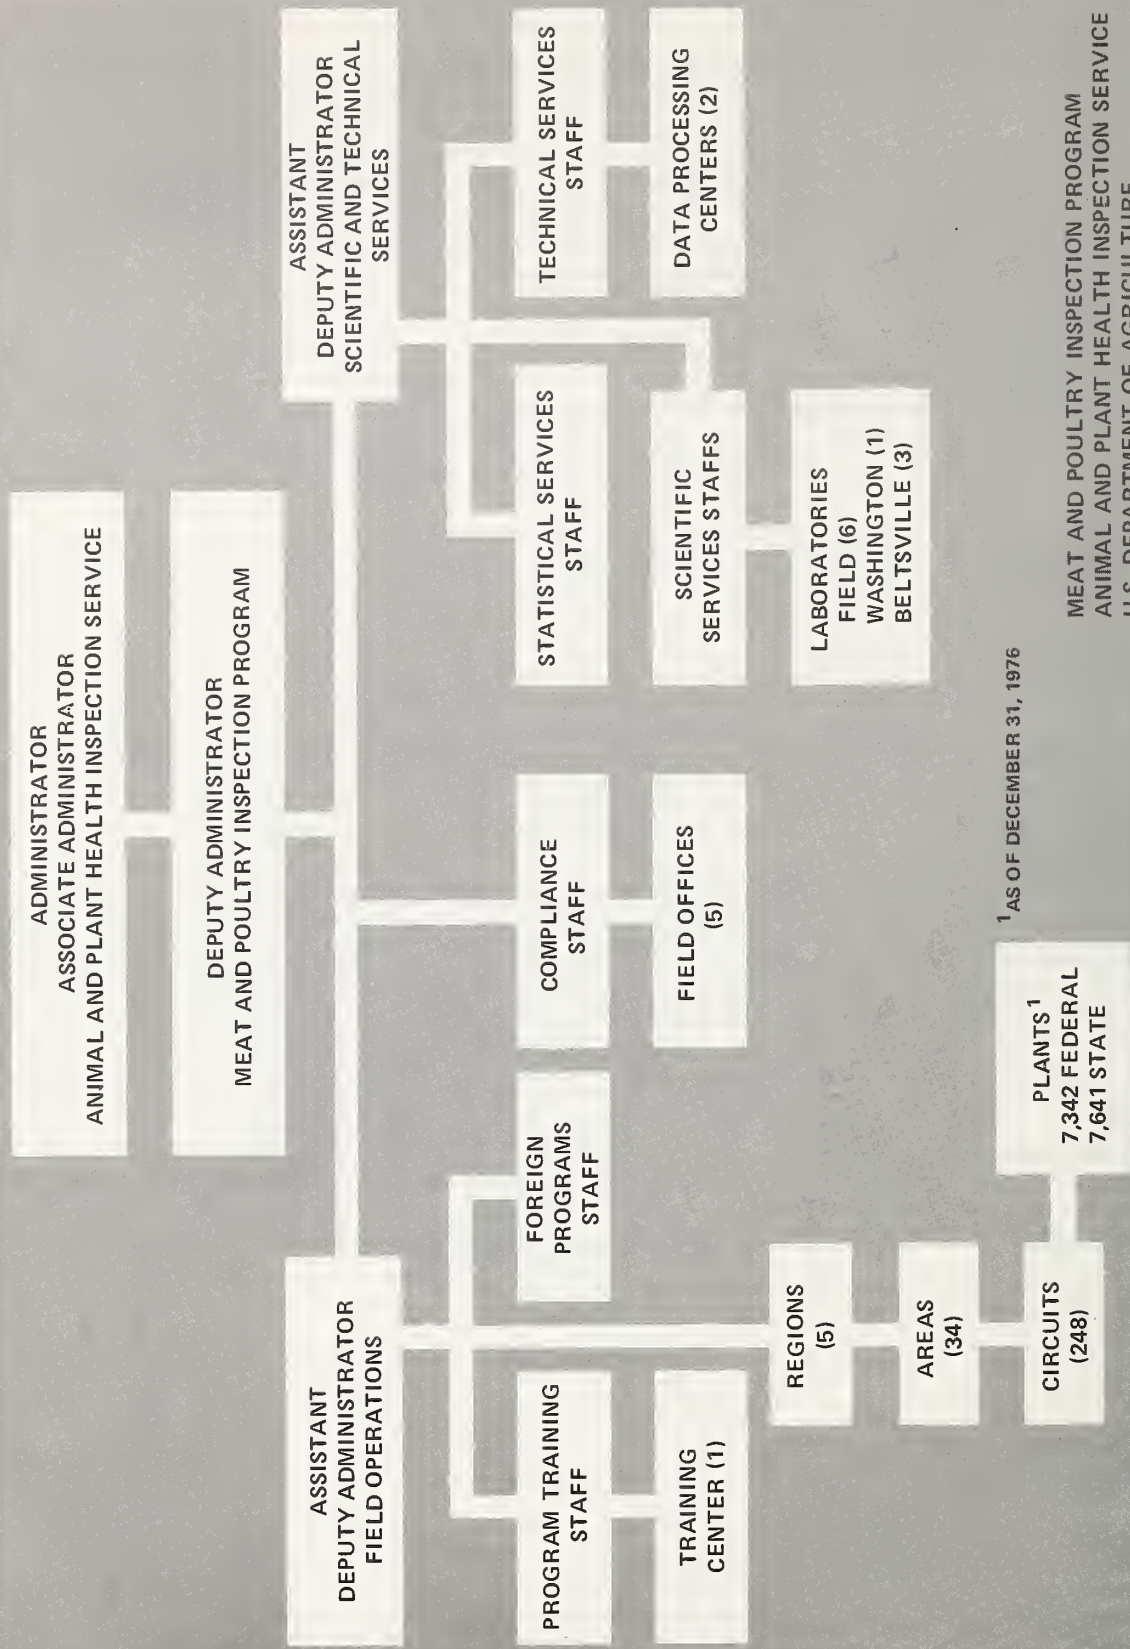 ADMINISTRATOR
ASSOCIATE ADMINISTRATOR
ANIMAL AND PLANT HEALTH INSPECTION SERVICE
DEPUTY ADMINISTRATOR
MEAT AND POULTRY INSPECTION PROGRAM
ASSISTANT
DEPUTY ADMINISTRATOR
FIELD OPERATIONS
ASSISTANT
DEPUTY ADMINISTRATOR
SCIENTIFIC AND TECHNICAL
SERVICES
PROGRAM TRAINING
STAFF
TRAINING
CENTER (1)
FOREIGN
PROGRAMS
STAFF
REGIONS
(5)
AREAS
(34)
CIRCUITS
(248)
PLANTS¹
7,342 FEDERAL
7,641 STATE
COMPLIANCE
STAFF
FIELD OFFICES
(5)
STATISTICAL SERVICES
STAFF
TECHNICAL SERVICES
STAFF
DATA PROCESSING
CENTERS (2)
SCIENTIFIC
SERVICES STAFFS
LABORATORIES
FIELD (6)
WASHINGTON (1)
BELTSVILLE (3)
¹AS OF DECEMBER 31, 1976
MEAT AND POULTRY INSPECTION PROGRAM
ANIMAL AND PLANT HEALTH INSPECTION SERVICE
U.S. DEPARTMENT OF AGRICULTURE